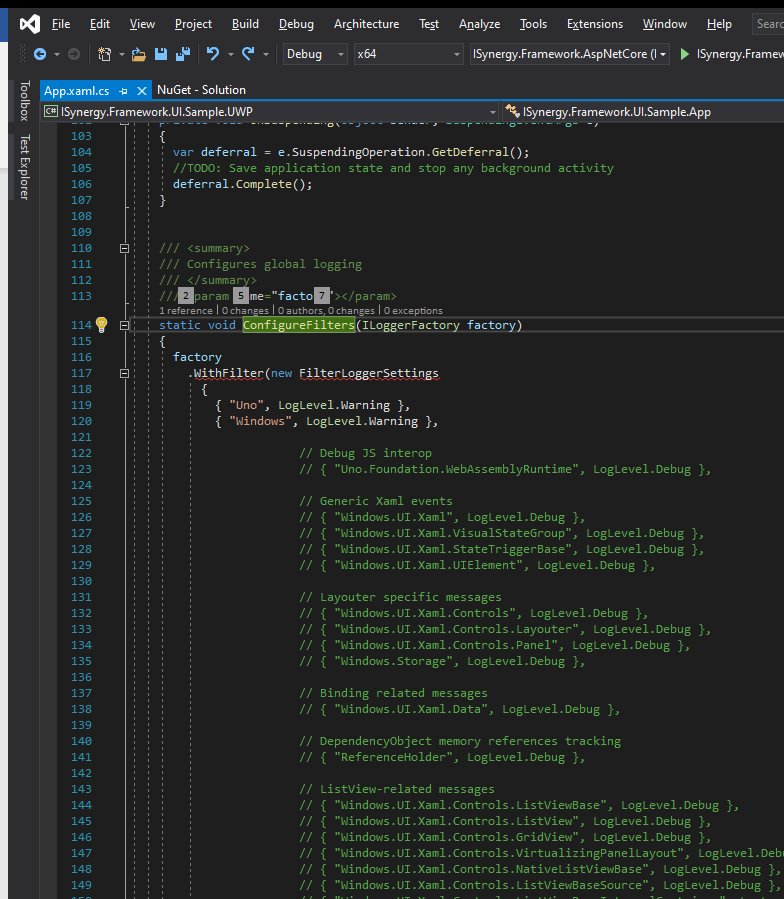 File Edit View Project Build Debug Architecture Test Analyze Tools Extensions Window Help Searc
Debug x64 ISynergy.Framework.AspNetCore (I ISynergy.Framew
Toolbox
Test Explorer
App.xaml.cs NuGet - Solution
C# ISynergy.Framework.UI.Sample.UWP ISynergy.Framework.UI.Sample.App
103 {
104 var deferral = e.SuspendingOperation.GetDeferral();
105 //TODO: Save application state and stop any background activity
106 deferral.Complete();
107 }
108
109
110 /// <summary>
111 /// Configures global logging
112 /// </summary>
113 /// 2 param 5 me="facto 7 "></param>
1 reference | 0 changes | 0 authors, 0 changes | 0 exceptions
114 static void ConfigureFilters(ILoggerFactory factory)
115 {
116 factory
117 .WithFilter(new FilterLoggerSettings
118 {
119 { "Uno", LogLevel.Warning },
120 { "Windows", LogLevel.Warning },
121
122 // Debug JS interop
123 // { "Uno.Foundation.WebAssemblyRuntime", LogLevel.Debug },
124
125 // Generic Xaml events
126 // { "Windows.UI.Xaml", LogLevel.Debug },
127 // { "Windows.UI.Xaml.VisualStateGroup", LogLevel.Debug },
128 // { "Windows.UI.Xaml.StateTriggerBase", LogLevel.Debug },
129 // { "Windows.UI.Xaml.UIElement", LogLevel.Debug },
130
131 // Layouter specific messages
132 // { "Windows.UI.Xaml.Controls", LogLevel.Debug },
133 // { "Windows.UI.Xaml.Controls.Layouter", LogLevel.Debug },
134 // { "Windows.UI.Xaml.Controls.Panel", LogLevel.Debug },
135 // { "Windows.Storage", LogLevel.Debug },
136
137 // Binding related messages
138 // { "Windows.UI.Xaml.Data", LogLevel.Debug },
139
140 // DependencyObject memory references tracking
141 // { "ReferenceHolder", LogLevel.Debug },
142
143 // ListView-related messages
144 // { "Windows.UI.Xaml.Controls.ListViewBase", LogLevel.Debug },
145 // { "Windows.UI.Xaml.Controls.ListView", LogLevel.Debug },
146 // { "Windows.UI.Xaml.Controls.GridView", LogLevel.Debug },
147 // { "Windows.UI.Xaml.Controls.VirtualizingPanelLayout", LogLevel.Debu
148 // { "Windows.UI.Xaml.Controls.NativeListViewBase", LogLevel.Debug },
149 // { "Windows.UI.Xaml.Controls.ListViewBaseSource", LogLevel.Debug },